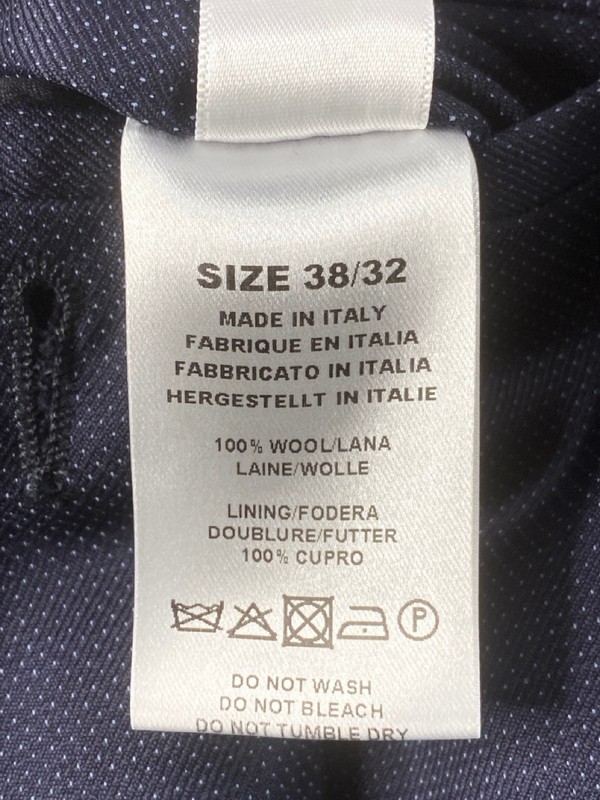 SIZE 38/32
MADE IN ITALY
FABRIQUE EN ITALIA
FABBRICATO IN ITALIA
HERGESTELLT IN ITALIE
100% WOOL/LANA
LAINE/WOLLE
LINING/FODERA
DOUBLURE/FUTTER
100% CUPRO
P
DO NOT WASH
DO NOT BLEACH
DO NOT TUMBLE DRY